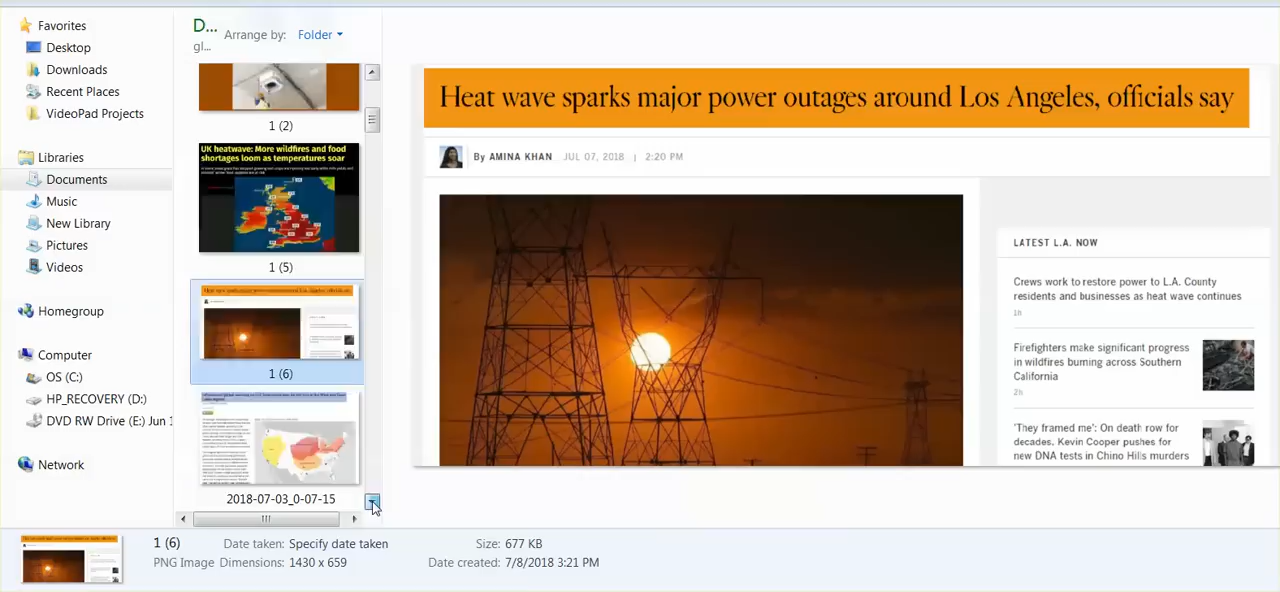 Favorites
Desktop
Downloads
Recent Places
VideoPad Projects
Libraries
Documents
Music
New Library
Pictures
Videos
Homegroup
Computer
OS (C:)
HP_RECOVERY (D:)
DVD RW Drive (E:) Jun 1
Network
D...
gl...
Arrange by: Folder
1 (2)
UK heatwave: More wildfires and food
shortages loom as temperatures soar
1 (5)
1 (6)
2018-07-03_0-07-15
Heat wave sparks major power outages around Los Angeles, officials say
By AMINA KHAN JUL 07, 2018 | 2:20 PM
LATEST L.A. NOW
Crews work to restore power to L.A. County
residents and businesses as heat wave continues
1h
Firefighters make significant progress
in wildfires burning across Southern
California
2h
'They framed me': On death row for
decades, Kevin Cooper pushes for
new DNA tests in Chino Hills murders
1 (6)
PNG Image
Date taken: Specify date taken
Dimensions: 1430 x 659
Size: 677 KB
Date created: 7/8/2018 3:21 PM